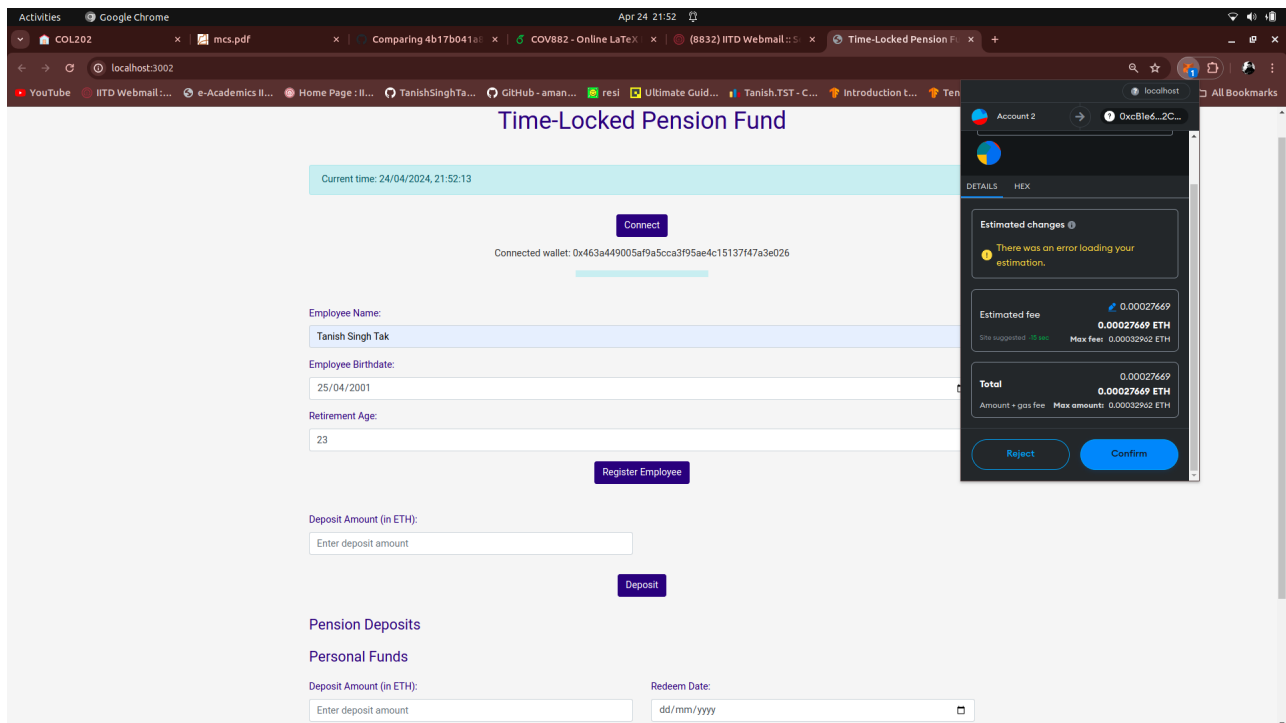 Activities Google Chrome Apr 24 21:52
COL202 mcs.pdf Comparing 4b17b041a8 COV882 - Online LaTeX (8832) IITD Webmail :: S Time-Locked Pension Fu
localhost:3002
YouTube IITD Webmail :... e-Academics II... Home Page : II... TanishSinghTa... GitHub - aman... resi Ultimate Guid... Tanish.TST - C... Introduction t... Ten All Bookmarks
localhost
Account 2 0xcB1e6...2C...
Time-Locked Pension Fund
Current time: 24/04/2024, 21:52:13
Connect
Connected wallet: 0x463a449005af9a5cca3f95ae4c15137f47a3e026
Employee Name:
Tanish Singh Tak
Employee Birthdate:
25/04/2001
Retirement Age:
23
Register Employee
Deposit Amount (in ETH):
Enter deposit amount
Deposit
Pension Deposits
Personal Funds
Deposit Amount (in ETH): Redeem Date:
Enter deposit amount dd/mm/yyyy
DETAILS HEX
Estimated changes
There was an error loading your
estimation.
Estimated fee 0.00027669
0.00027669 ETH
Site suggested ~15 sec Max fee: 0.00032962 ETH
Total 0.00027669
0.00027669 ETH
Amount + gas fee Max amount: 0.00032962 ETH
Reject Confirm